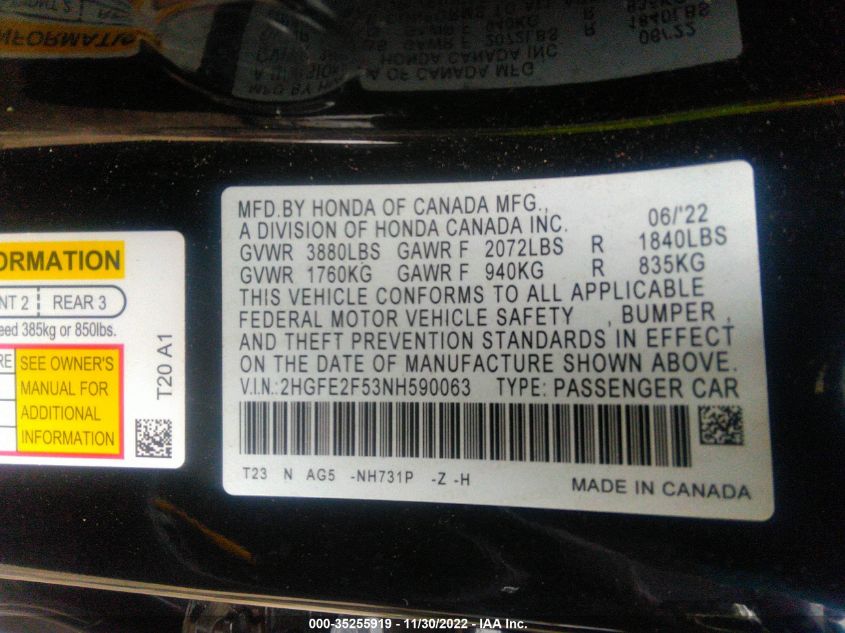 ORMATION
NT 2 REAR 3
eed 385kg or 850lbs.
RE SEE OWNER'S
MANUAL FOR
ADDITIONAL
INFORMATION
T20 A1
MFD.BY HONDA OF CANADA MFG., 06/'22
A DIVISION OF HONDA CANADA INC.
GVWR 3880LBS GAWR F 2072LBS R 1840LBS
GVWR 1760KG GAWR F 940KG R 835KG
THIS VEHICLE CONFORMS TO ALL APPLICABLE
FEDERAL MOTOR VEHICLE SAFETY , BUMPER ,
AND THEFT PREVENTION STANDARDS IN EFFECT
ON THE DATE OF MANUFACTURE SHOWN ABOVE.
V.I.N.:2HGFE2F53NH590063 TYPE: PASSENGER CAR
T23 N AG5 -NH731P -Z -H
MADE IN CANADA
000-35255919 - 11/30/2022 - IAA Inc.